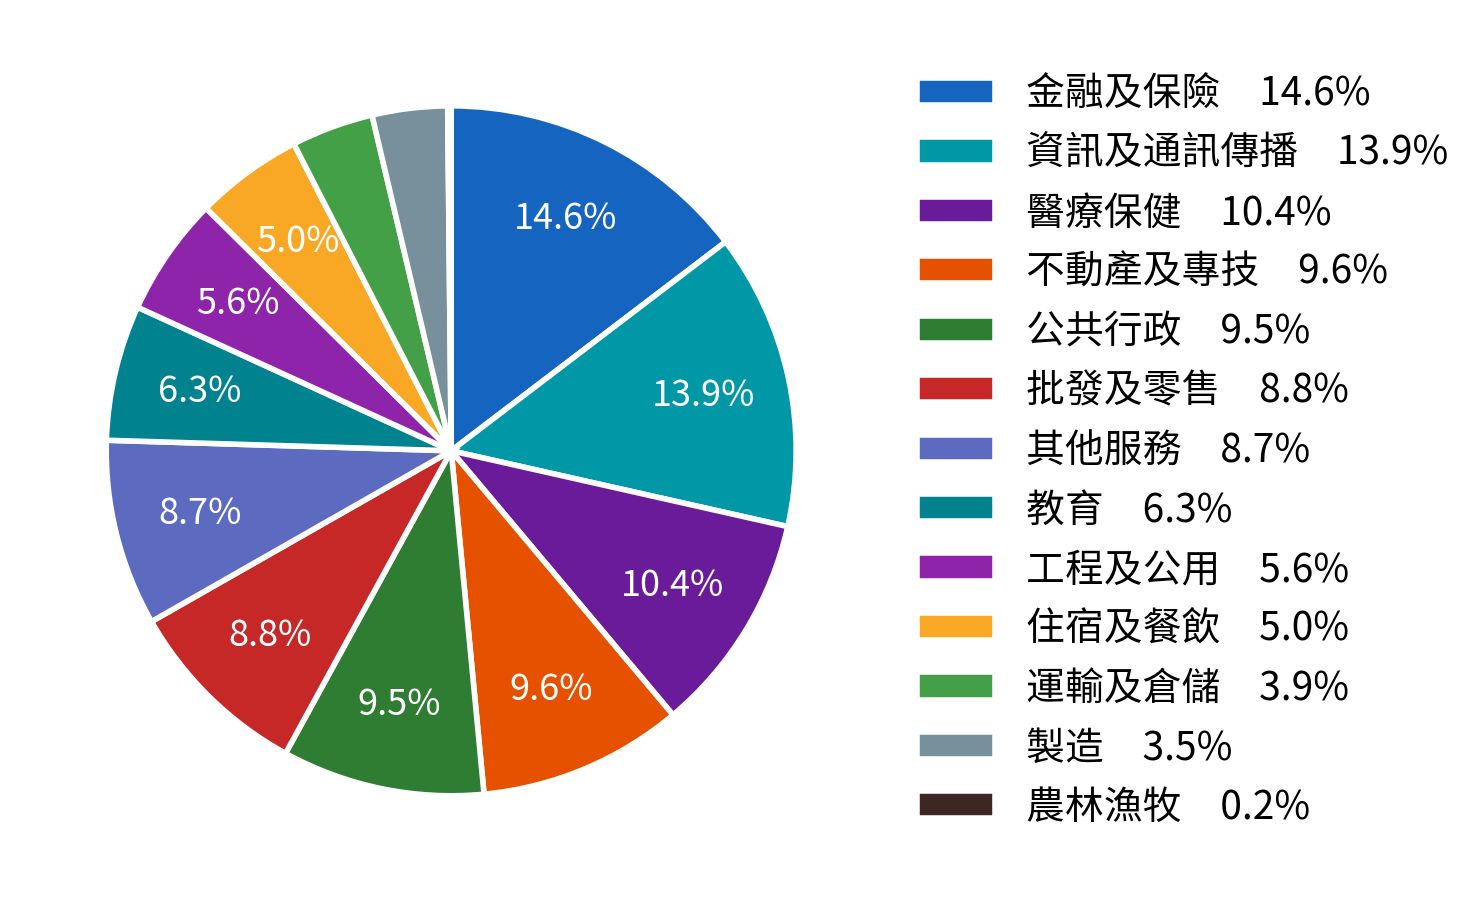 14.6%
13.9%
10.4%
9.6%
9.5%
8.8%
8.7%
6.3%
5.6%
5.0%
金融及保險 14.6%
資訊及通訊傳播 13.9%
醫療保健 10.4%
不動產及專技 9.6%
公共行政 9.5%
批發及零售 8.8%
其他服務 8.7%
教育 6.3%
工程及公用 5.6%
住宿及餐飲 5.0%
運輸及倉儲 3.9%
製造 3.5%
農林漁牧 0.2%